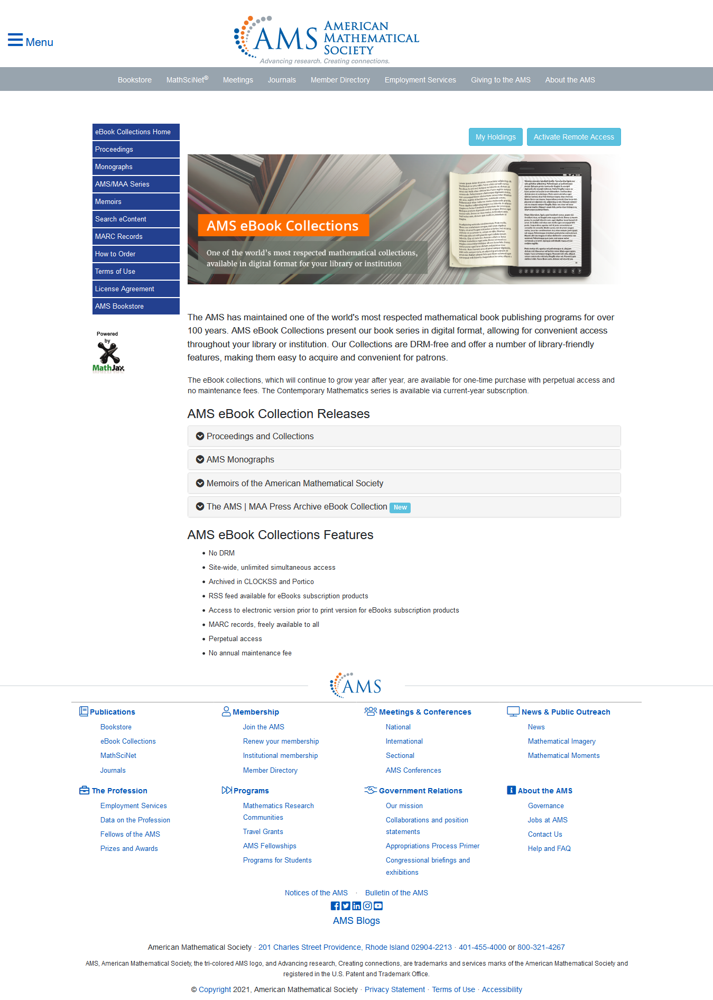 Menu
AMS AMERICAN
MATHEMATICAL
SOCIETY
Advancing research. Creating connections.
Bookstore MathSciNet® Meetings Journals Member Directory Employment Services Giving to the AMS About the AMS
eBook Collections Home
Proceedings
Monographs
AMS/MAA Series
Memoirs
Search eContent
MARC Records
How to Order
Terms of Use
License Agreement
AMS Bookstore
Powered
by
MathJax
My Holdings Activate Remote Access
AMS eBook Collections
One of the world's most respected mathematical collections,
available in digital format for your library or institution
The AMS has maintained one of the world's most respected mathematical book publishing programs for over
100 years. AMS eBook Collections present our book series in digital format, allowing for convenient access
throughout your library or institution. Our Collections are DRM-free and offer a number of library-friendly
features, making them easy to acquire and convenient for patrons.
The eBook collections, which will continue to grow year after year, are available for one-time purchase with perpetual access and
no maintenance fees. The Contemporary Mathematics series is available via current-year subscription.
AMS eBook Collection Releases
Proceedings and Collections
AMS Monographs
Memoirs of the American Mathematical Society
The AMS | MAA Press Archive eBook Collection New
AMS eBook Collections Features
• No DRM
• Site-wide, unlimited simultaneous access
• Archived in CLOCKSS and Portico
• RSS feed available for eBooks subscription products
• Access to electronic version prior to print version for eBooks subscription products
• MARC records, freely available to all
• Perpetual access
• No annual maintenance fee
AMS
Publications
Bookstore
eBook Collections
MathSciNet
Journals
Membership
Join the AMS
Renew your membership
Institutional membership
Member Directory
Meetings & Conferences
National
International
Sectional
AMS Conferences
News & Public Outreach
News
Mathematical Imagery
Mathematical Moments
The Profession
Employment Services
Data on the Profession
Fellows of the AMS
Prizes and Awards
Programs
Mathematics Research
Communities
Travel Grants
AMS Fellowships
Programs for Students
Government Relations
Our mission
Collaborations and position
statements
Appropriations Process Primer
Congressional briefings and
exhibitions
About the AMS
Governance
Jobs at AMS
Contact Us
Help and FAQ
Notices of the AMS · Bulletin of the AMS
AMS Blogs
American Mathematical Society · 201 Charles Street Providence, Rhode Island 02904-2213 · 401-455-4000 or 800-321-4267
AMS, American Mathematical Society, the tri-colored AMS logo, and Advancing research, Creating connections, are trademarks and services marks of the American Mathematical Society and
registered in the U.S. Patent and Trademark Office.
© Copyright 2021, American Mathematical Society · Privacy Statement · Terms of Use · Accessibility